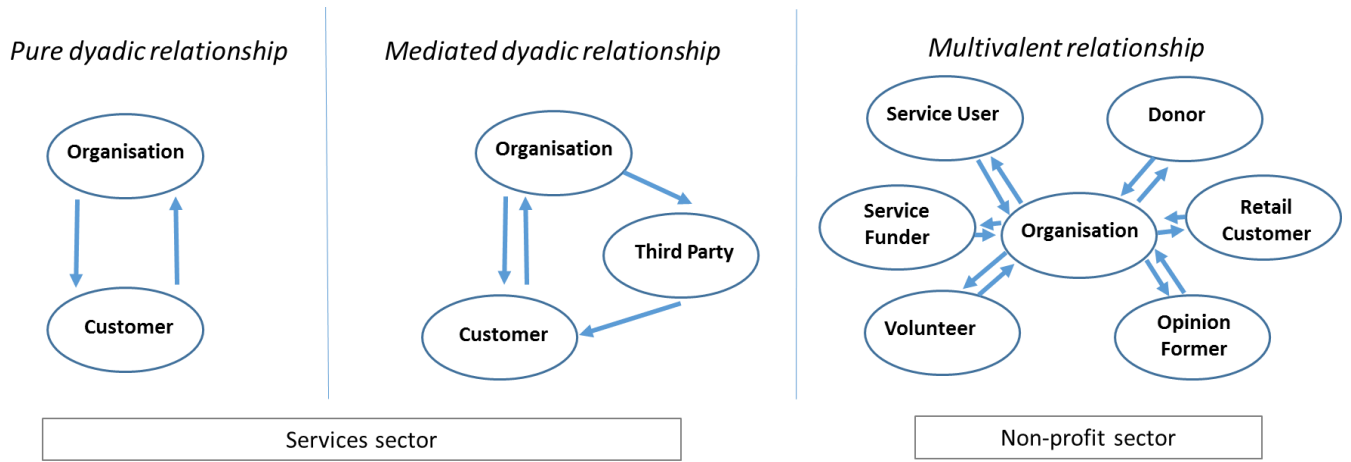 Pure dyadic relationship
Organisation
Customer
Mediated dyadic relationship
Organisation
Third Party
Customer
Services sector
Multivalent relationship
Service User
Donor
Service
Funder
Organisation
Retail
Customer
Volunteer
Opinion
Former
Non-profit sector